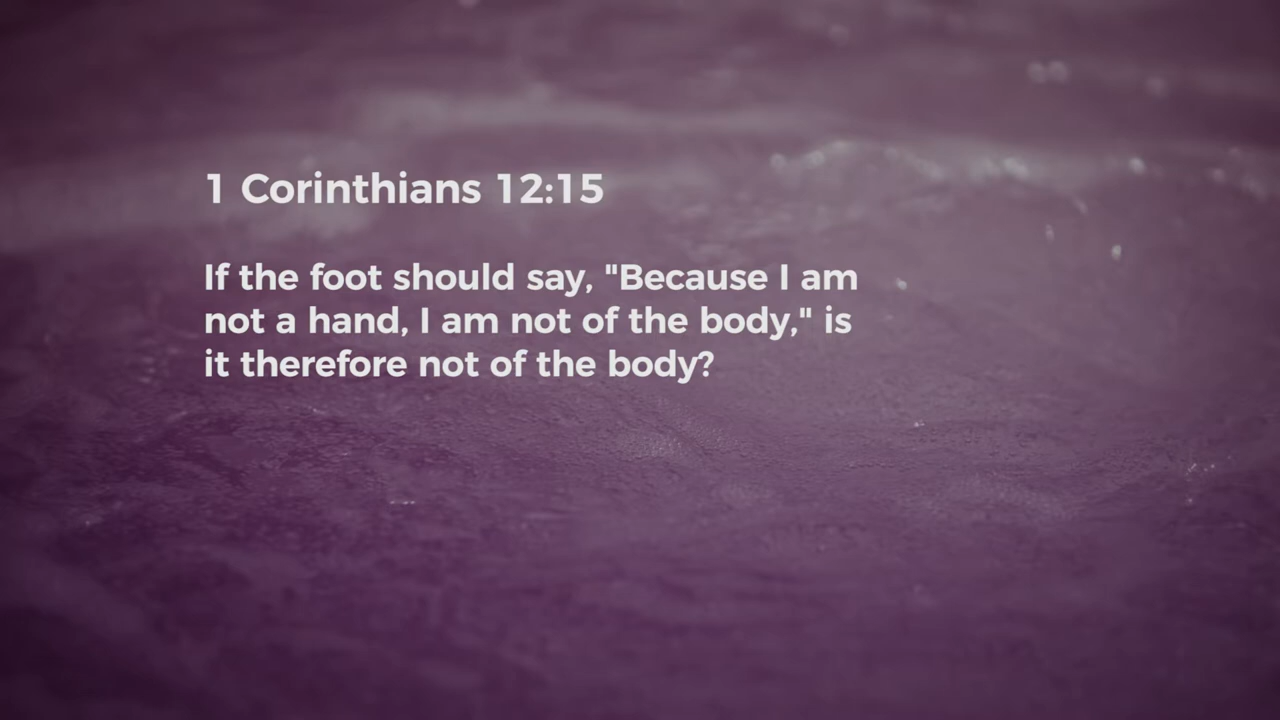 1 Corinthians 12:15
If the foot should say, "Because I am
not a hand, I am not of the body," is
it therefore not of the body?